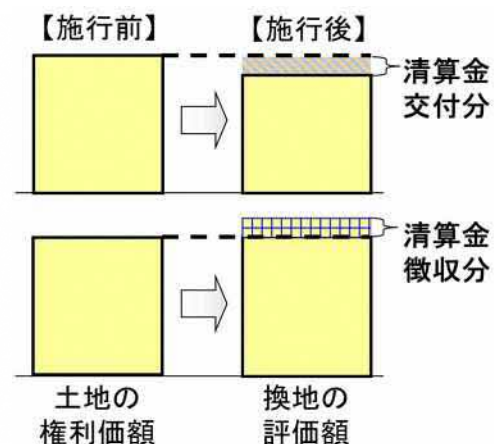 【施行前】
【施行後】
清算金
交付分
清算金
徴収分
土地の
権利価額
換地の
評価額